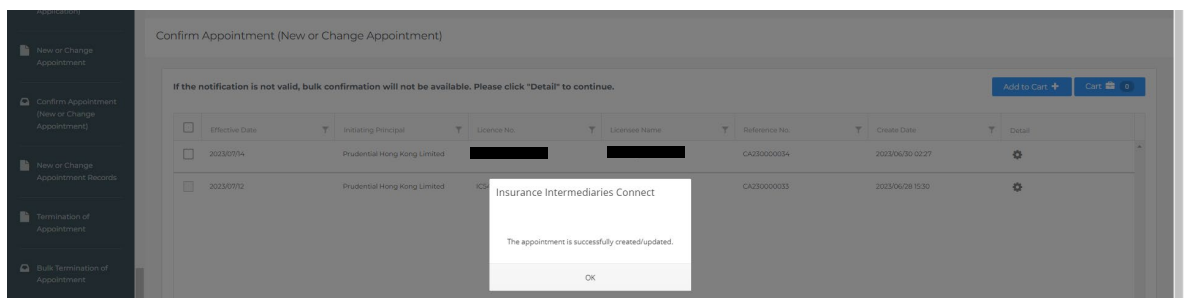 Application)
Confirm Appointment (New or Change Appointment)
New or Change
Appointment
If the notification is not valid, bulk confirmation will not be available. Please click "Detail" to continue.
Add to Cart +
Cart 0
Confirm Appointment
(New or Change
Appointment)
Effective Date Initiating Principal Licence No. Licensee Name Reference No. Create Date Detail
2023/07/14 Prudential Hong Kong Limited CA230000034 2023/06/30 02:27
New or Change
Appointment Records
2023/07/12 Prudential Hong Kong Limited CA230000033 2023/06/28 15:30
Insurance Intermediaries Connect
The appointment is successfully created/updated.
OK
Termination of
Appointment
Bulk Termination of
Appointment